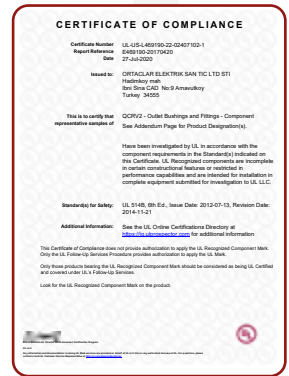 CERTIFICATE OF COMPLIANCE
Certificate Number UL-US-L469190-22-02407102-1
Report Reference E469190-20170420
Date 27-Jul-2020
Issued to: ORTACLAR ELEKTRIK SAN TIC LTD STI
Hadimkoy mah
Ibni Sina CAD No:9 Arnavutkoy
Turkey 34555
This is to certify that QCRV2 - Outlet Bushings and Fittings - Component
representative samples of See Addendum Page for Product Designation(s).
Have been investigated by UL in accordance with the
component requirements in the Standard(s) indicated on
this Certificate. UL Recognized components are incomplete
in certain constructional features or restricted in
performance capabilities and are intended for installation in
complete equipment submitted for investigation to UL LLC.
Standard(s) for Safety: UL 514B, 6th Ed., Issue Date: 2012-07-13, Revision Date:
2014-11-21
Additional Information: See the UL Online Certifications Directory at
https://iq.ulprospector.com for additional information
This Certificate of Compliance does not provide authorization to apply the UL Recognized Component Mark.
Only the UL Follow-Up Services Procedure provides authorization to apply the UL Mark.
Only those products bearing the UL Recognized Component Mark should be considered as being UL Certified
and covered under UL's Follow-Up Services.
Look for the UL Recognized Component Mark on the product.